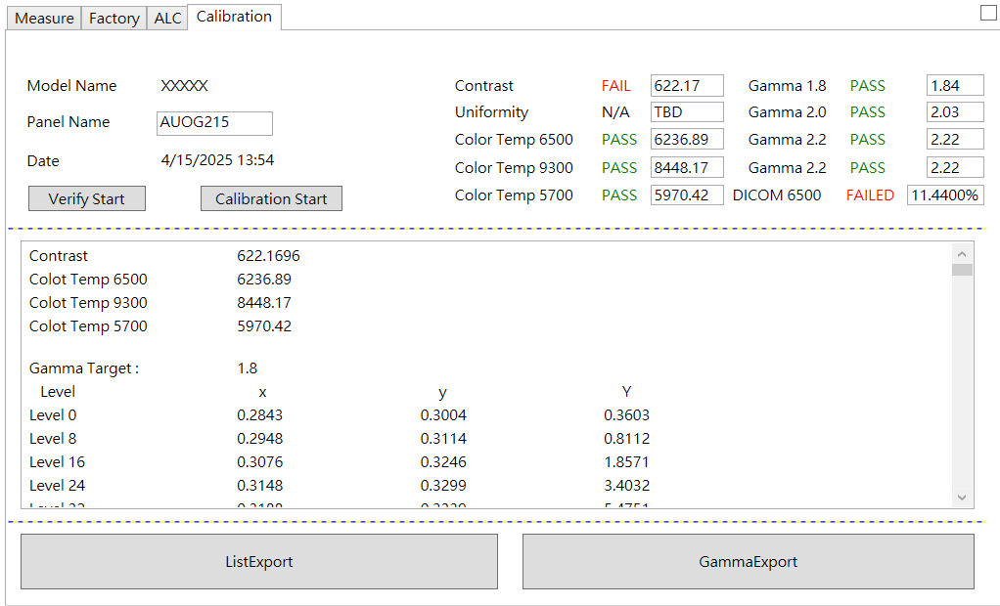 Measure Factory ALC Calibration
Model Name XXXXX
Panel Name AUOG215
Date 4/15/2025 13:54
Verify Start Calibration Start
Contrast FAIL 622.17 Gamma 1.8 PASS 1.84
Uniformity N/A TBD Gamma 2.0 PASS 2.03
Color Temp 6500 PASS 6236.89 Gamma 2.2 PASS 2.22
Color Temp 9300 PASS 8448.17 Gamma 2.2 PASS 2.22
Color Temp 5700 PASS 5970.42 DICOM 6500 FAILED 11.4400%
Contrast 622.1696
Colot Temp 6500 6236.89
Colot Temp 9300 8448.17
Colot Temp 5700 5970.42
Gamma Target : 1.8
Level x y Y
Level 0 0.2843 0.3004 0.3603
Level 8 0.2948 0.3114 0.8112
Level 16 0.3076 0.3246 1.8571
Level 24 0.3148 0.3299 3.4032
ListExport GammaExport